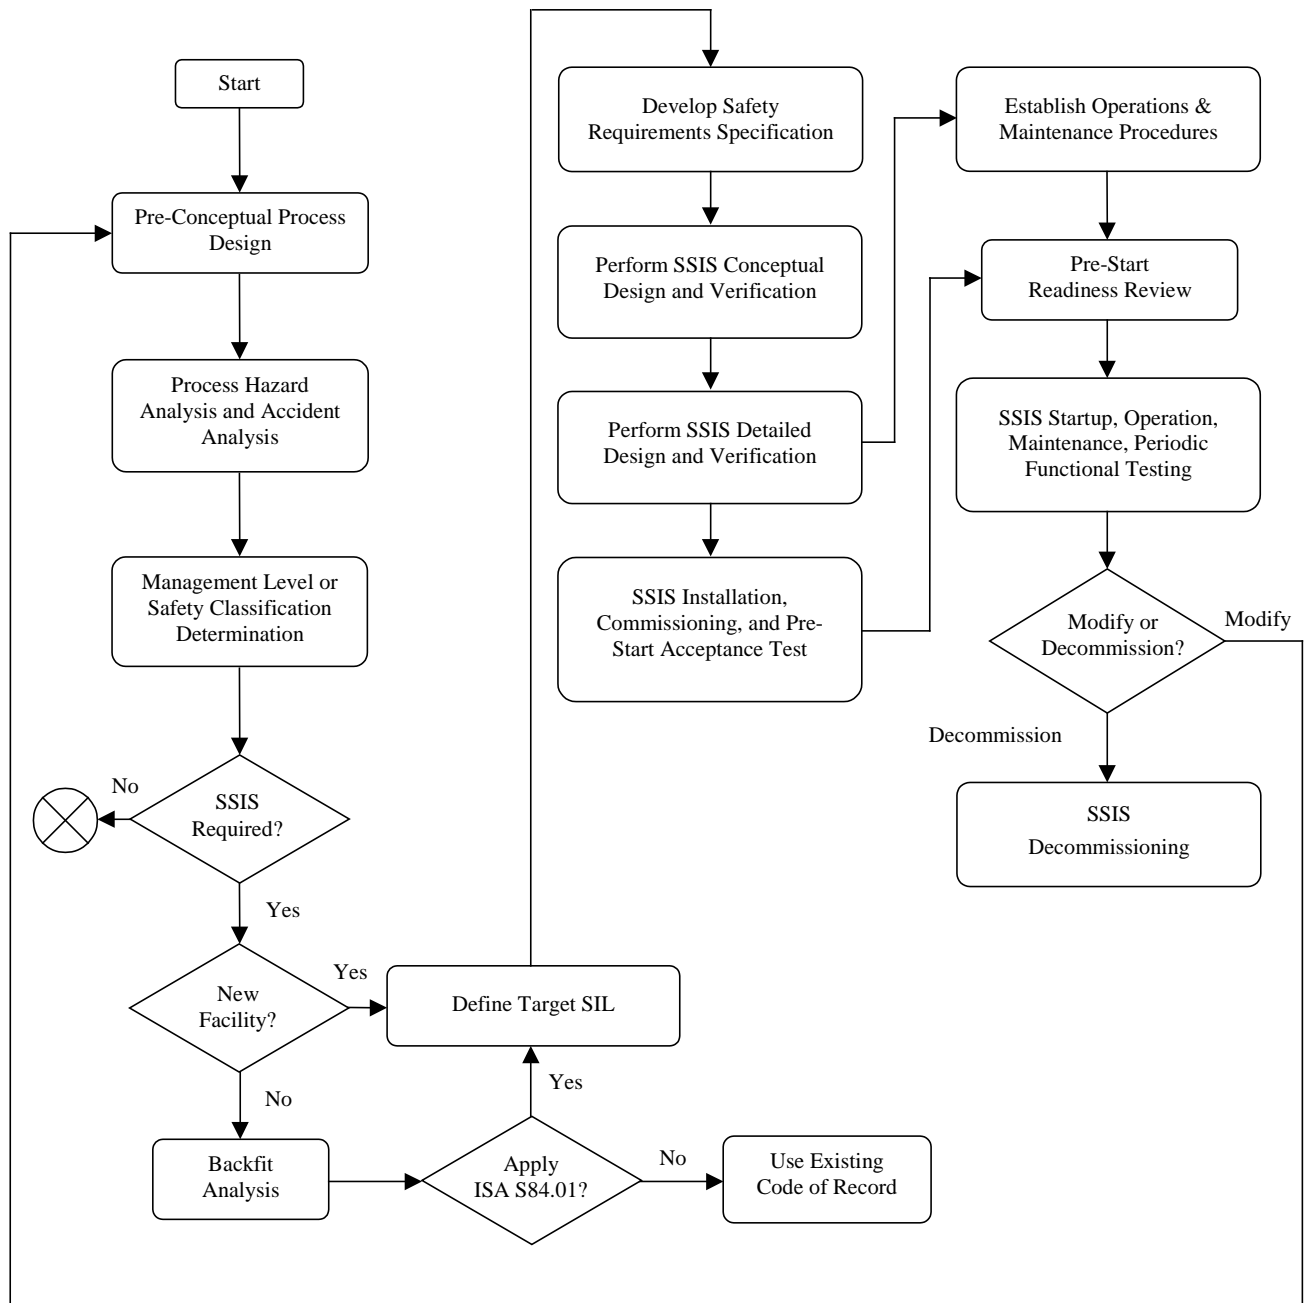 Start
Pre-Conceptual Process
Design
Process Hazard
Analysis and Accident
Analysis
Management Level or
Safety Classification
Determination
SSIS
Required?
No
Yes
New
Facility?
Yes
No
Backfit
Analysis
Apply
ISA S84.01?
Yes
No
Use Existing
Code of Record
Define Target SIL
Develop Safety
Requirements Specification
Perform SSIS Conceptual
Design and Verification
Perform SSIS Detailed
Design and Verification
SSIS Installation,
Commissioning, and Pre-
Start Acceptance Test
Establish Operations &
Maintenance Procedures
Pre-Start
Readiness Review
SSIS Startup, Operation,
Maintenance, Periodic
Functional Testing
Modify or
Decommission?
Modify
Decommission
SSIS
Decommissioning